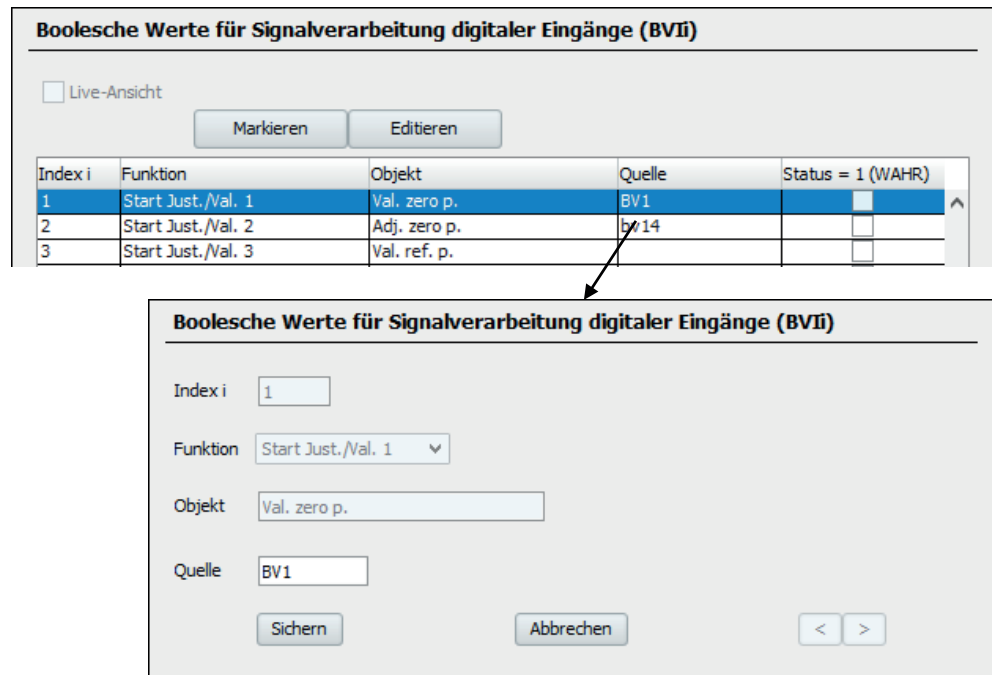 Boolesche Werte für Signalverarbeitung digitaler Eingänge (BVIi)
Live-Ansicht
Markieren Editieren
Index i Funktion Objekt Quelle Status = 1 (WAHR)
1 Start Just./Val. 1 Val. zero p. BV1
2 Start Just./Val. 2 Adj. zero p. bv14
3 Start Just./Val. 3 Val. ref. p.
Boolesche Werte für Signalverarbeitung digitaler Eingänge (BVIi)
Index i 1
Funktion Start Just./Val. 1
Objekt Val. zero p.
Quelle BV1
Sichern Abbrechen < >